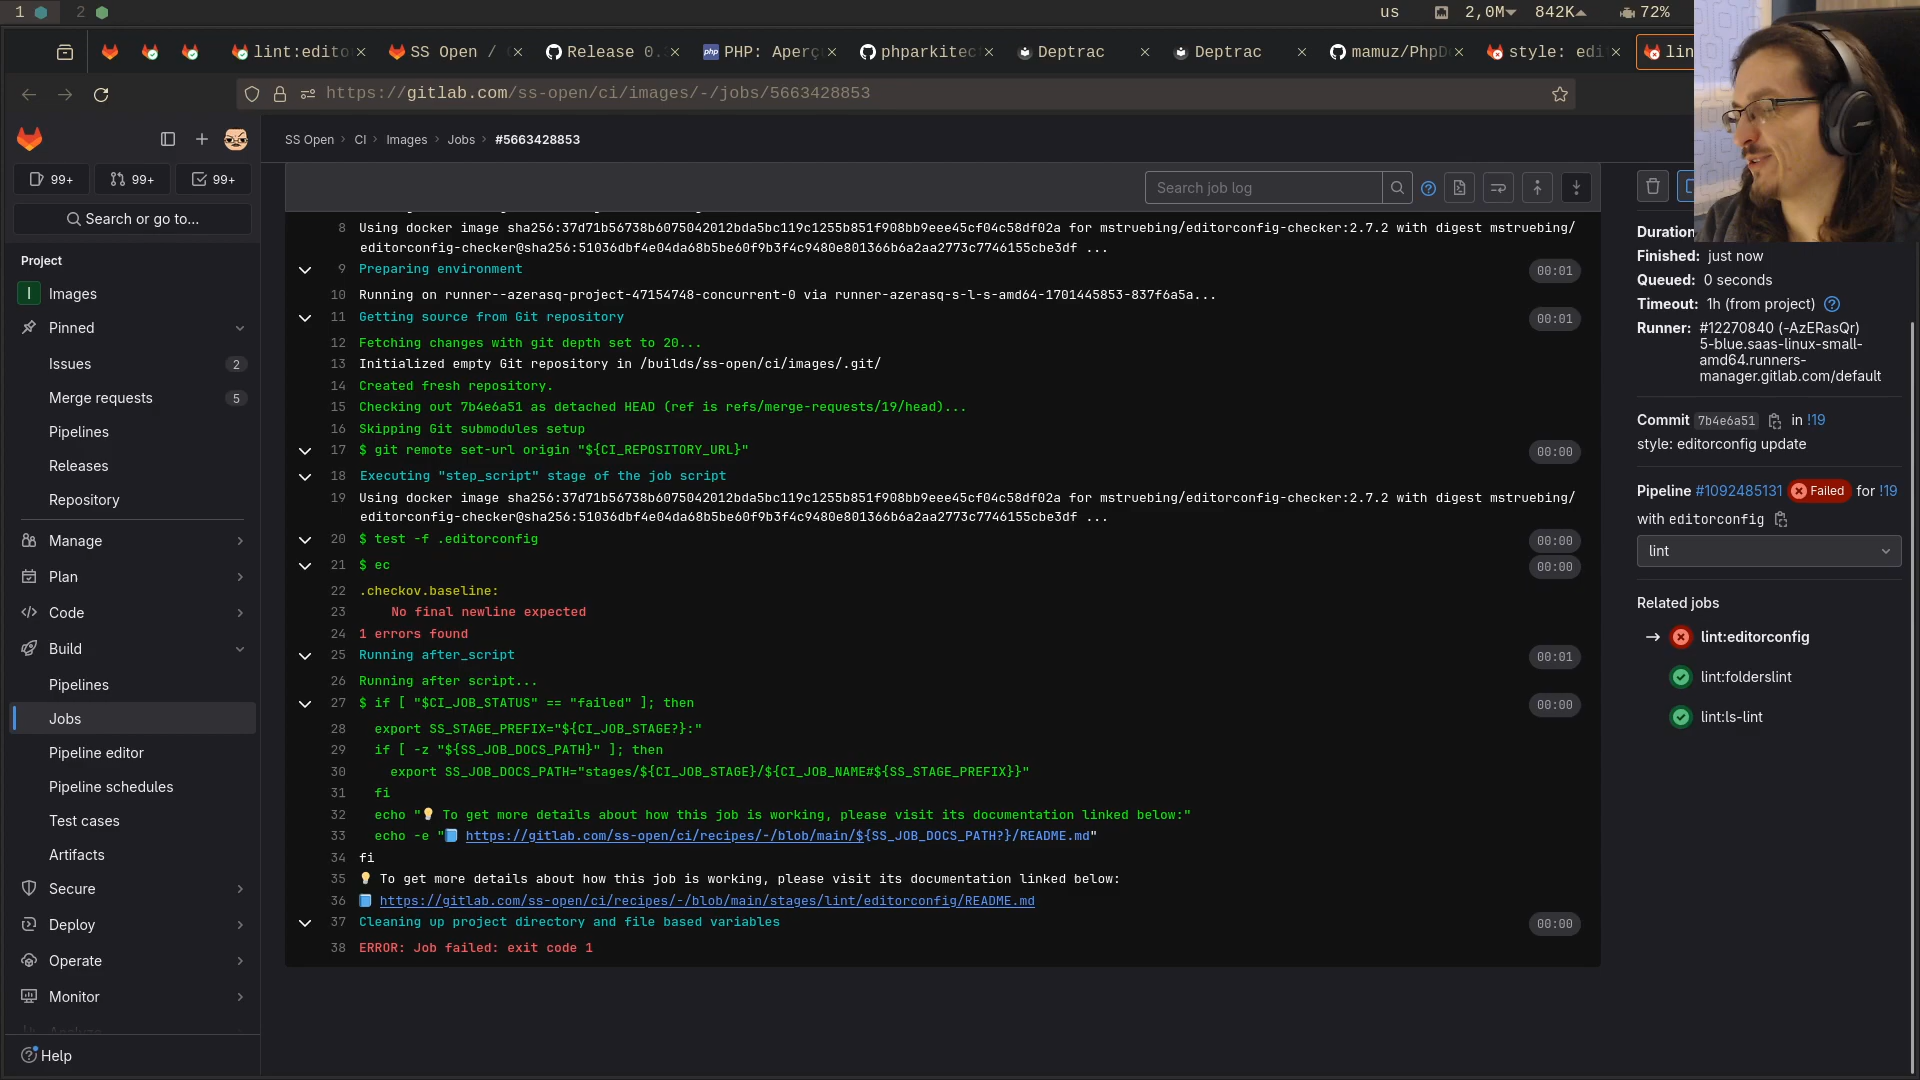 1 2 us 2,0M 842K 72%
lint:edito SS Open / Release 0. PHP: Aperç phparkitec Deptrac Deptrac mamuz/PhpD style: edi lin
https://gitlab.com/ss-open/ci/images/-/jobs/5663428853
SS Open › CI › Images › Jobs › #5663428853
99+ 99+ 99+
Search or go to...
Project
I Images
Pinned
Issues 2
Merge requests 5
Pipelines
Releases
Repository
Manage
Plan
Code
Build
Pipelines
Jobs
Pipeline editor
Pipeline schedules
Test cases
Artifacts
Secure
Deploy
Operate
Monitor
Help
Search job log
8 Using docker image sha256:37d71b56738b6075042012bda5bc119c1255b851f908bb9eee45cf04c58df02a for mstruebing/editorconfig-checker:2.7.2 with digest mstruebing/
editorconfig-checker@sha256:51036dbf4e04da68b5be60f9b3f4c9480e801366b6a2aa2773c7746155cbe3df ...
9 Preparing environment 00:01
10 Running on runner--azerasq-project-47154748-concurrent-0 via runner-azerasq-s-l-s-amd64-1701445853-837f6a5a...
11 Getting source from Git repository 00:01
12 Fetching changes with git depth set to 20...
13 Initialized empty Git repository in /builds/ss-open/ci/images/.git/
14 Created fresh repository.
15 Checking out 7b4e6a51 as detached HEAD (ref is refs/merge-requests/19/head)...
16 Skipping Git submodules setup
17 $ git remote set-url origin "${CI_REPOSITORY_URL}" 00:00
18 Executing "step_script" stage of the job script
19 Using docker image sha256:37d71b56738b6075042012bda5bc119c1255b851f908bb9eee45cf04c58df02a for mstruebing/editorconfig-checker:2.7.2 with digest mstruebing/
editorconfig-checker@sha256:51036dbf4e04da68b5be60f9b3f4c9480e801366b6a2aa2773c7746155cbe3df ...
20 $ test -f .editorconfig 00:00
21 $ ec 00:00
22 .checkov.baseline:
23 No final newline expected
24 1 errors found
25 Running after_script 00:01
26 Running after script...
27 $ if [ "$CI_JOB_STATUS" == "failed" ]; then 00:00
28 export SS_STAGE_PREFIX="${CI_JOB_STAGE?}:"
29 if [ -z "${SS_JOB_DOCS_PATH}" ]; then
30 export SS_JOB_DOCS_PATH="stages/${CI_JOB_STAGE}/${CI_JOB_NAME#${SS_STAGE_PREFIX}}"
31 fi
32 echo "💡 To get more details about how this job is working, please visit its documentation linked below:"
33 echo -e "📘 https://gitlab.com/ss-open/ci/recipes/-/blob/main/${SS_JOB_DOCS_PATH?}/README.md"
34 fi
35 💡 To get more details about how this job is working, please visit its documentation linked below:
36 📘 https://gitlab.com/ss-open/ci/recipes/-/blob/main/stages/lint/editorconfig/README.md
37 Cleaning up project directory and file based variables 00:00
38 ERROR: Job failed: exit code 1
Duration
Finished: just now
Queued: 0 seconds
Timeout: 1h (from project)
Runner: #12270840 (-AzERasQr)
5-blue.saas-linux-small-
amd64.runners-
manager.gitlab.com/default
Commit 7b4e6a51 in !19
style: editorconfig update
Pipeline #1092485131 Failed for !19
with editorconfig
lint
Related jobs
→ lint:editorconfig
lint:folderslint
lint:ls-lint